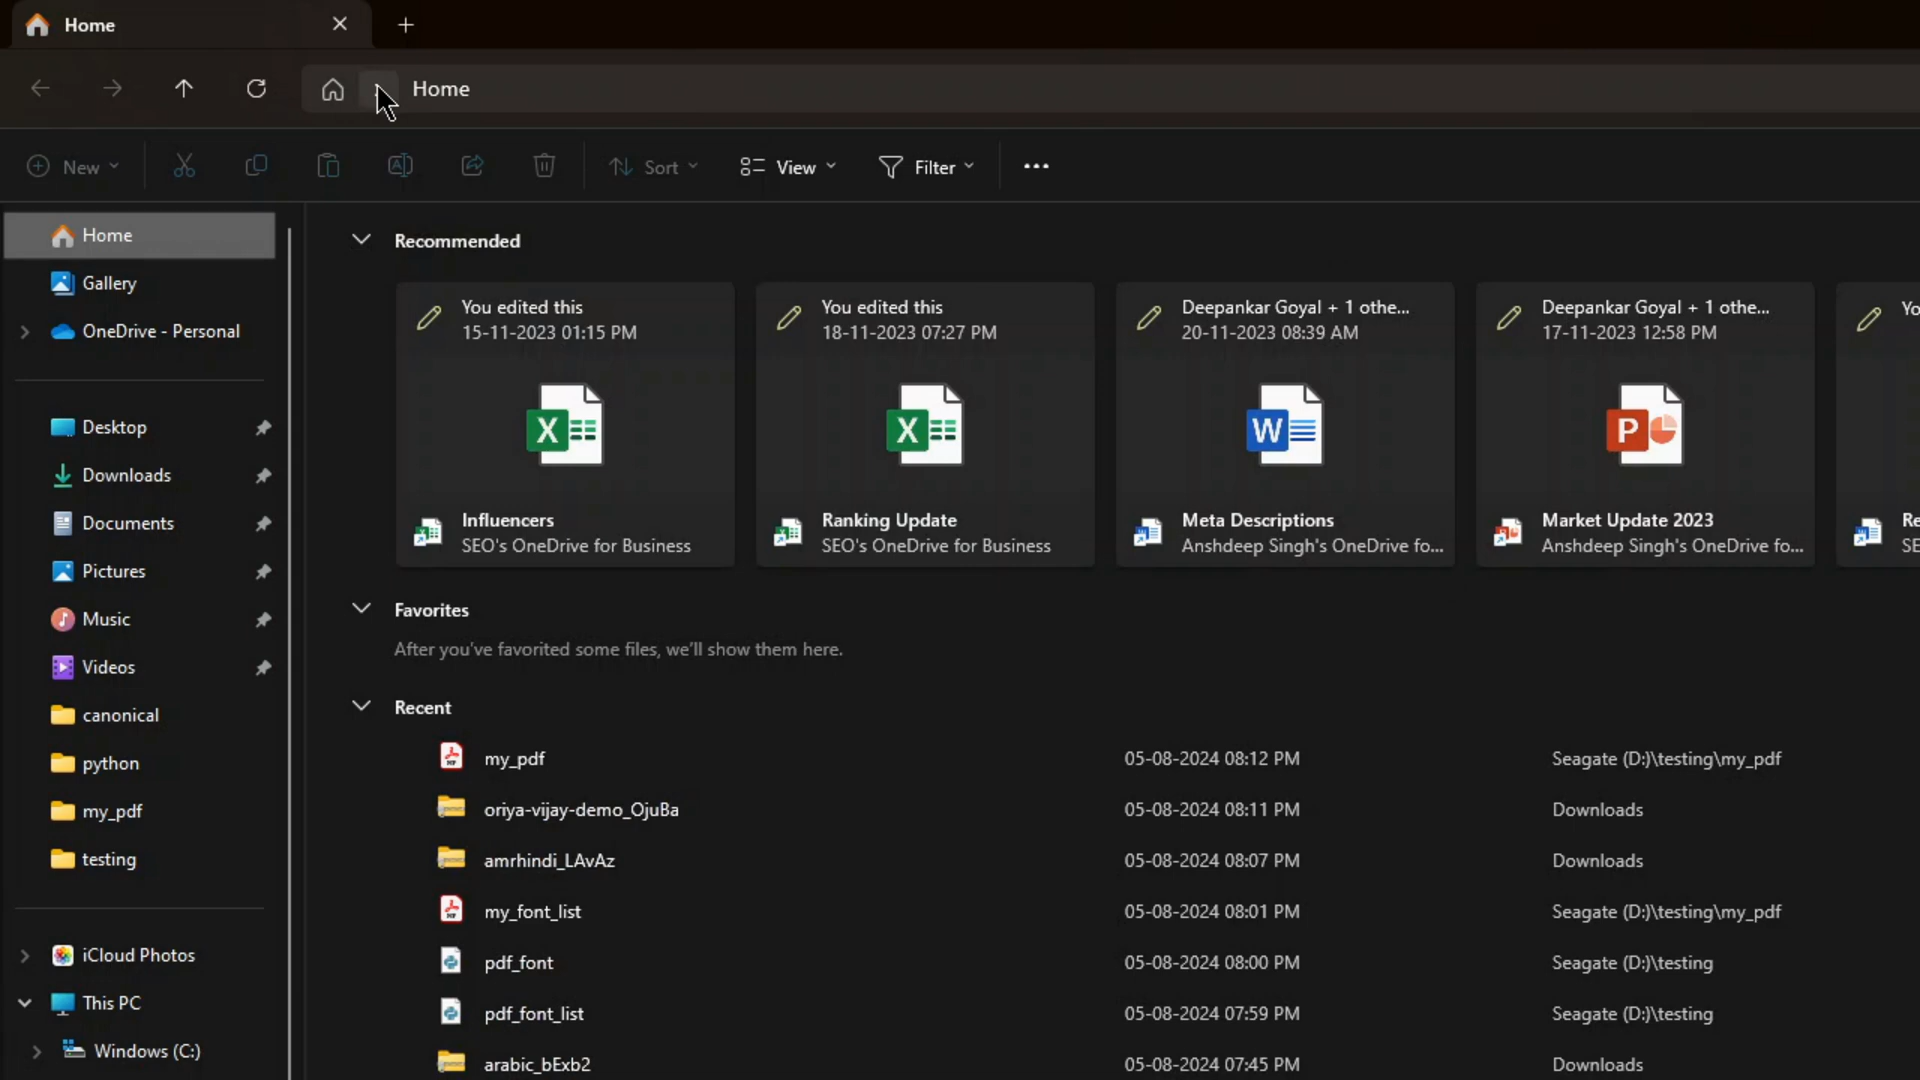 Home
Home
New
Sort
View
Filter
Home
Gallery
OneDrive - Personal
Desktop
Downloads
Documents
Pictures
Music
Videos
canonical
python
my_pdf
testing
iCloud Photos
This PC
Windows (C:)
Recommended
You edited this
15-11-2023 01:15 PM
Influencers
SEO's OneDrive for Business
You edited this
18-11-2023 07:27 PM
Ranking Update
SEO's OneDrive for Business
Deepankar Goyal + 1 othe...
20-11-2023 08:39 AM
Meta Descriptions
Anshdeep Singh's OneDrive fo...
Deepankar Goyal + 1 othe...
17-11-2023 12:58 PM
Market Update 2023
Anshdeep Singh's OneDrive fo...
Favorites
After you've favorited some files, we'll show them here.
Recent
my_pdf 05-08-2024 08:12 PM Seagate (D:)\testing\my_pdf
oriya-vijay-demo_OjuBa 05-08-2024 08:11 PM Downloads
amrhindi_LAvAz 05-08-2024 08:07 PM Downloads
my_font_list 05-08-2024 08:01 PM Seagate (D:)\testing\my_pdf
pdf_font 05-08-2024 08:00 PM Seagate (D:)\testing
pdf_font_list 05-08-2024 07:59 PM Seagate (D:)\testing
arabic_bExb2 05-08-2024 07:45 PM Downloads